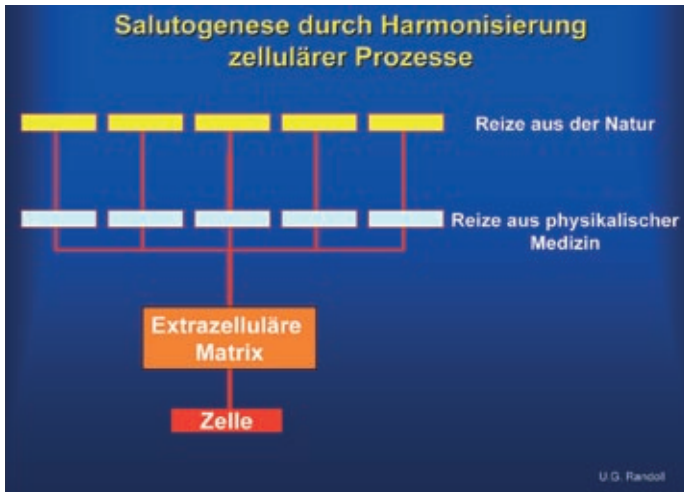 Salutogenese durch Harmonisierung
zellulärer Prozesse
Reize aus der Natur
Reize aus physikalischer
Medizin
Extrazelluläre
Matrix
Zelle
U.G. Randoll